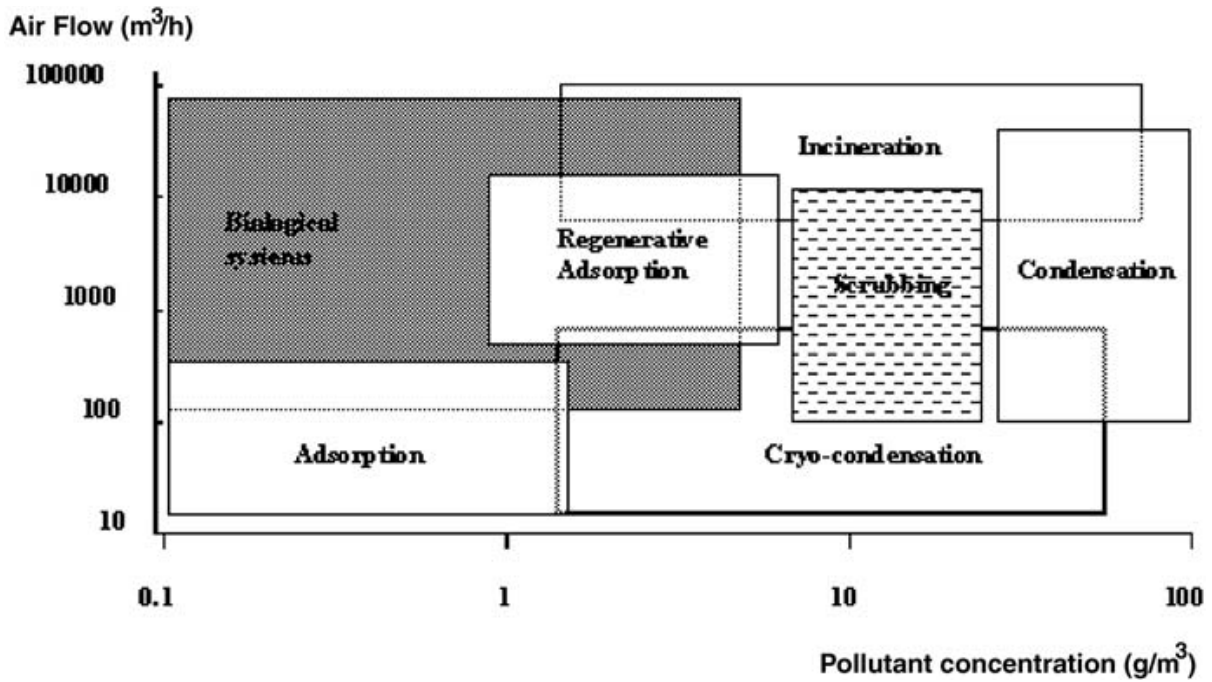 Air Flow (m³/h)
100000
10000
1000
100
10
Incineration
Biological
systems
Regenerative
Adsorption
Scrubbing
Condensation
Adsorption
Cryo-condensation
0.1
1
10
100
Pollutant concentration (g/m³)